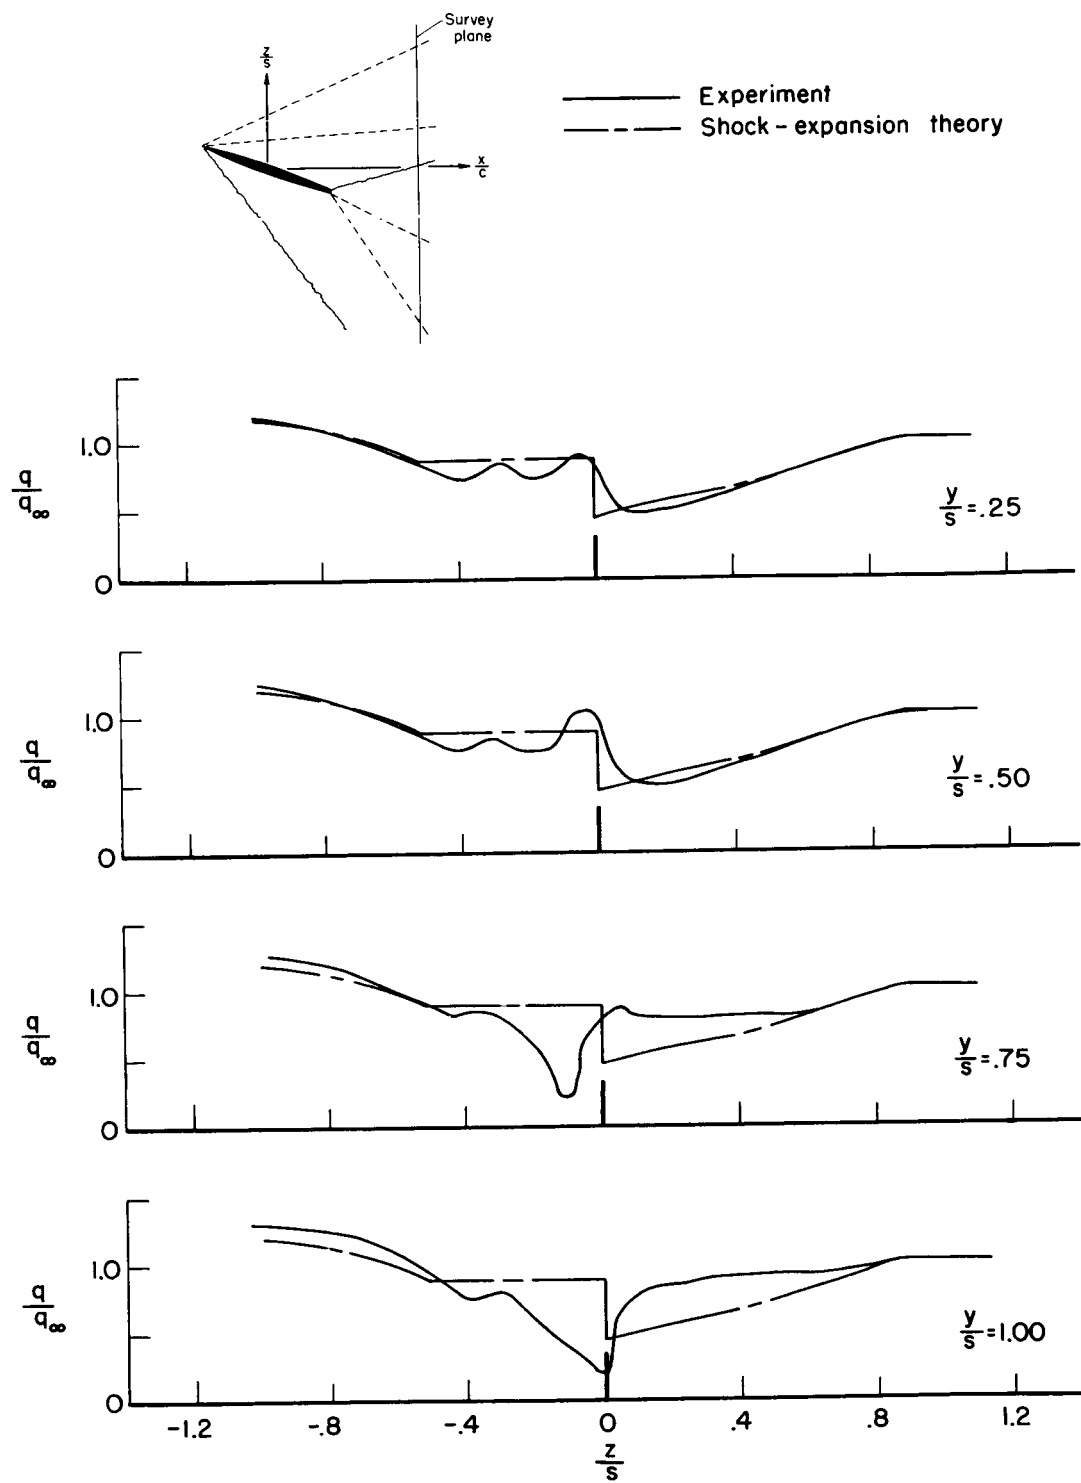 Survey
plane
z/s
x/c
Experiment
Shock-expansion theory
1.0
q/q∞
0
y/s = .25
1.0
q/q∞
0
y/s = .50
1.0
q/q∞
0
y/s = .75
1.0
q/q∞
0
y/s = 1.00
-1.2 -.8 -.4 0 .4 .8 1.2
z/s